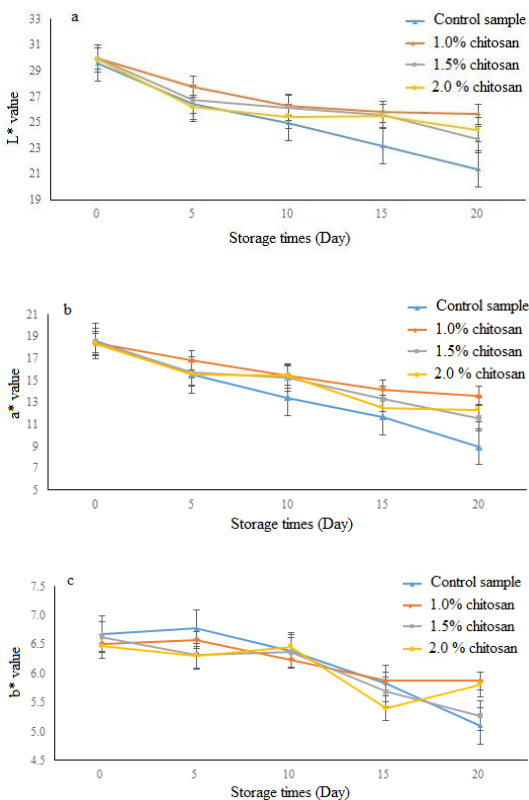 a
33
31
29
27
25
23
21
19
L* value
Control sample
1.0% chitosan
1.5% chitosan
2.0 % chitosan
0 5 10 15 20
Storage times (Day)
b
21
19
17
15
13
11
9
7
5
a* value
Control sample
1.0% chitosan
1.5% chitosan
2.0 % chitosan
0 5 10 15 20
Storage times (Day)
c
7.5
7.0
6.5
6.0
5.5
5.0
4.5
b* value
Control sample
1.0% chitosan
1.5% chitosan
2.0 % chitosan
0 5 10 15 20
Storage times (Day)